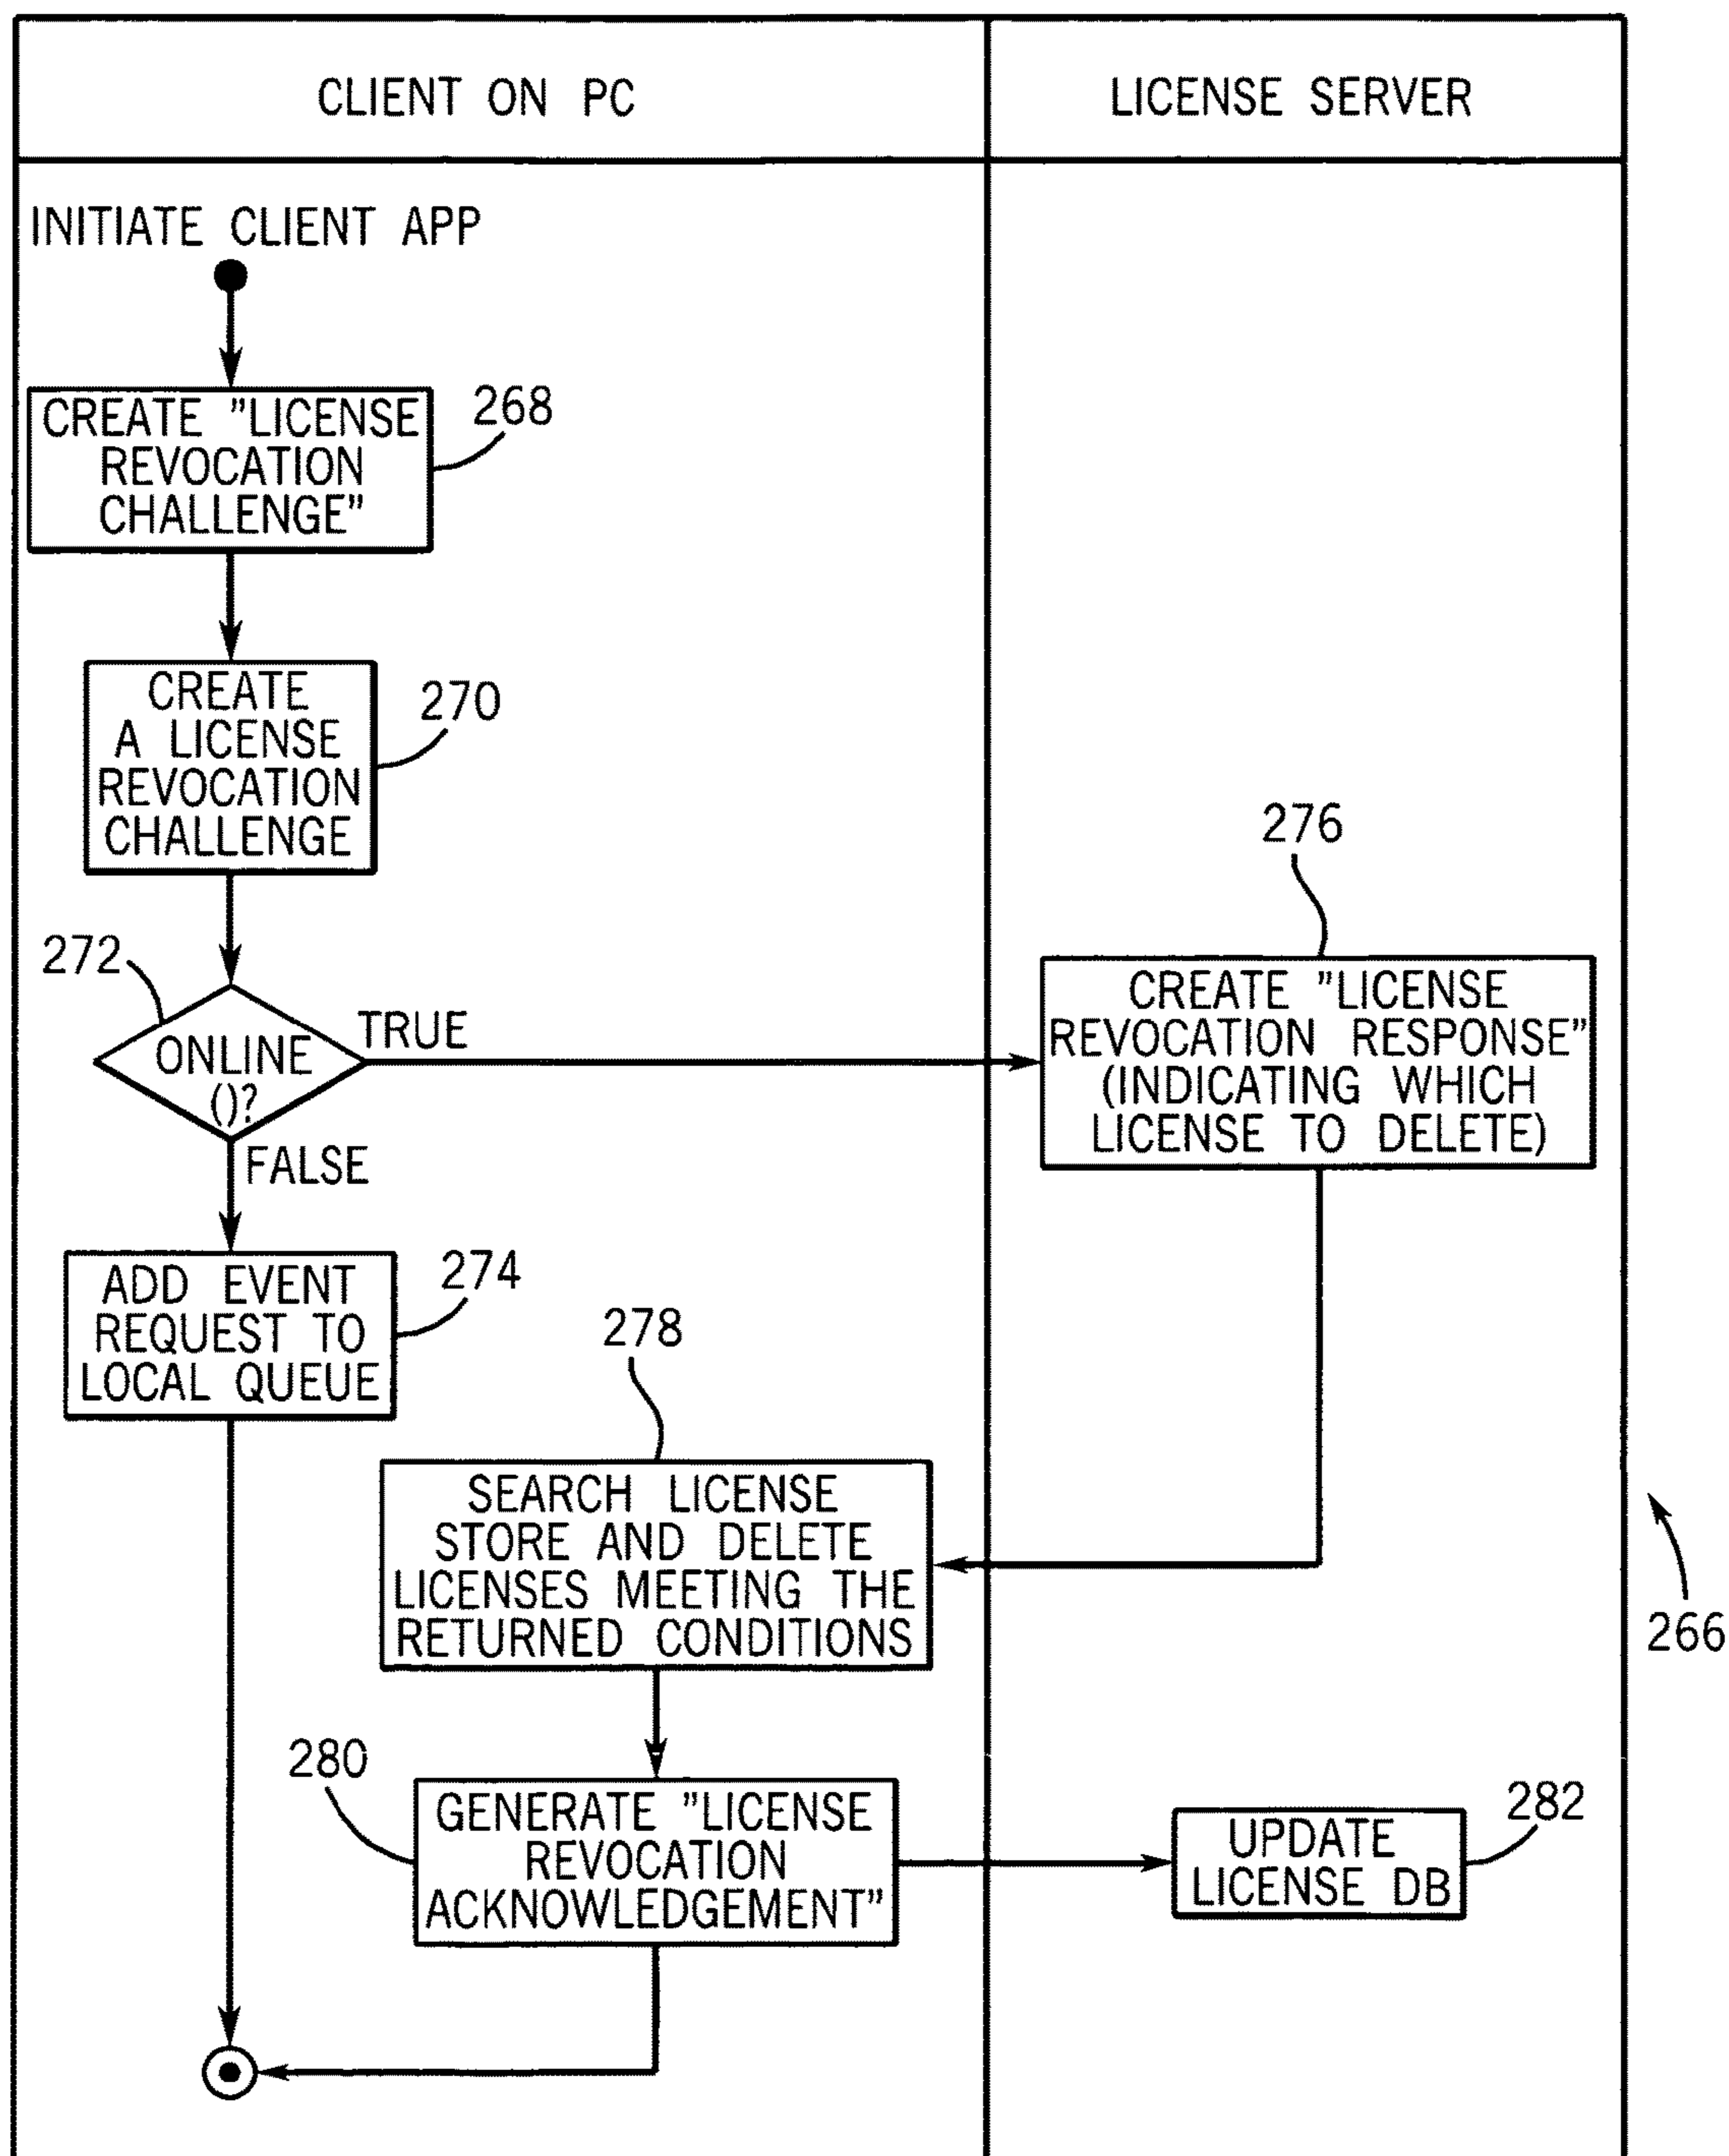 CLIENT ON PC
LICENSE SERVER
INITIATE CLIENT APP
CREATE "LICENSE
REVOCATION
CHALLENGE"
268
CREATE
A LICENSE
REVOCATION
CHALLENGE
270
272
ONLINE
()?
TRUE
FALSE
276
CREATE "LICENSE
REVOCATION RESPONSE"
(INDICATING WHICH
LICENSE TO DELETE)
ADD EVENT
REQUEST TO
LOCAL QUEUE
274
278
SEARCH LICENSE
STORE AND DELETE
LICENSES MEETING THE
RETURNED CONDITIONS
266
280
GENERATE "LICENSE
REVOCATION
ACKNOWLEDGEMENT"
UPDATE
LICENSE DB
282